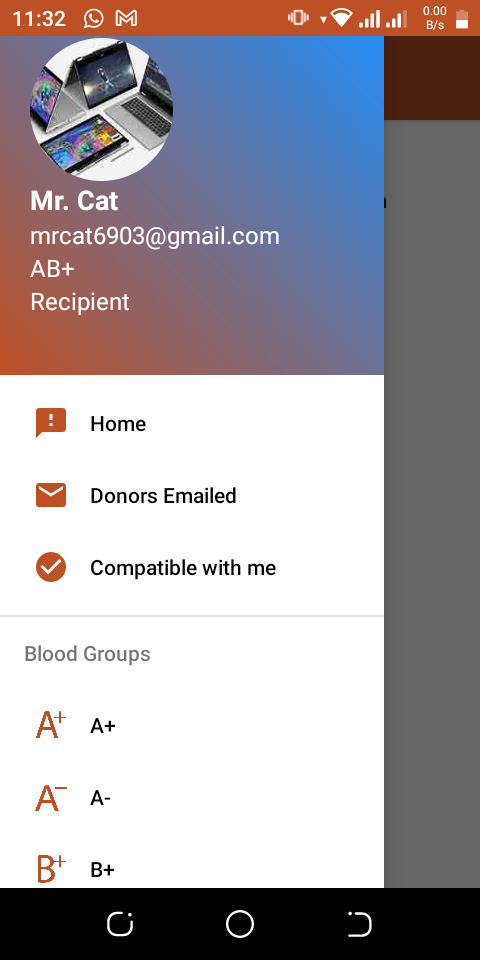 11:32
0.00
B/s
Mr. Cat
mrcat6903@gmail.com
AB+
Recipient
Home
Donors Emailed
Compatible with me
Blood Groups
A+ A+
A- A-
B+ B+